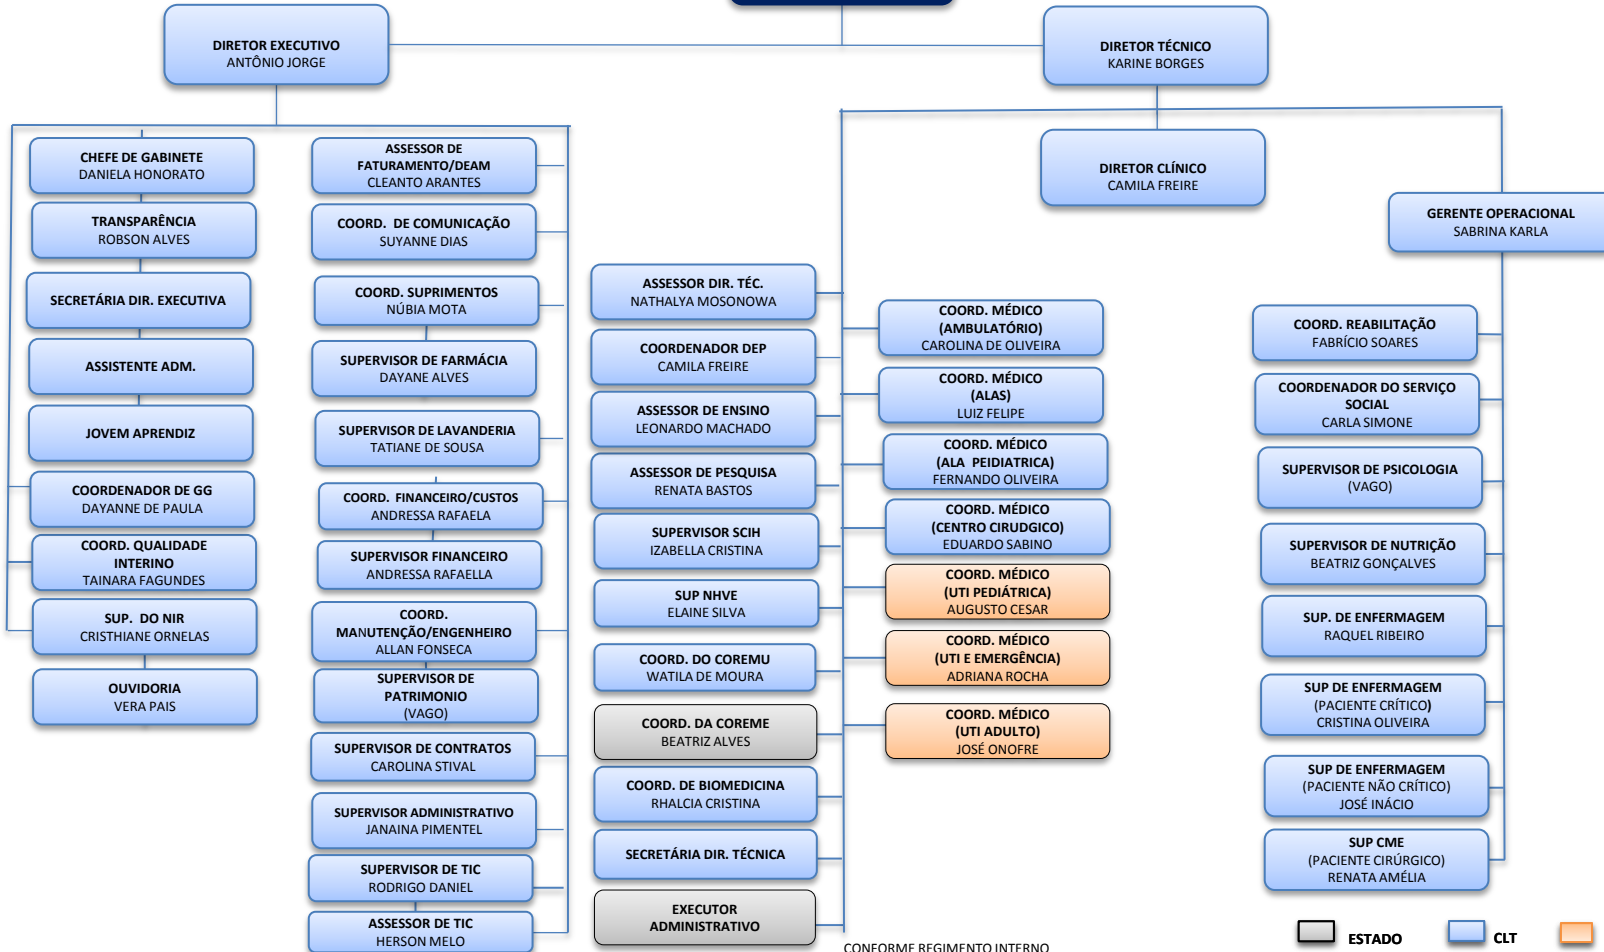 DIRETOR EXECUTIVO
ANTÔNIO JORGE
DIRETOR TÉCNICO
KARINE BORGES
CHEFE DE GABINETE
DANIELA HONORATO
TRANSPARÊNCIA
ROBSON ALVES
SECRETÁRIA DIR. EXECUTIVA
ASSISTENTE ADM.
JOVEM APRENDIZ
COORDENADOR DE GG
DAYANNE DE PAULA
COORD. QUALIDADE
INTERINO
TAINARA FAGUNDES
SUP. DO NIR
CRISTHIANE ORNELAS
OUVIDORIA
VERA PAIS
ASSESSOR DE
FATURAMENTO/DEAM
CLEANTO ARANTES
COORD. DE COMUNICAÇÃO
SUYANNE DIAS
COORD. SUPRIMENTOS
NÚBIA MOTA
SUPERVISOR DE FARMÁCIA
DAYANE ALVES
SUPERVISOR DE LAVANDERIA
TATIANE DE SOUSA
COORD. FINANCEIRO/CUSTOS
ANDRESSA RAFAELA
SUPERVISOR FINANCEIRO
ANDRESSA RAFAELLA
COORD.
MANUTENÇÃO/ENGENHEIRO
ALLAN FONSECA
SUPERVISOR DE
PATRIMONIO
(VAGO)
SUPERVISOR DE CONTRATOS
CAROLINA STIVAL
SUPERVISOR ADMINISTRATIVO
JANAINA PIMENTEL
SUPERVISOR DE TIC
RODRIGO DANIEL
ASSESSOR DE TIC
HERSON MELO
DIRETOR CLÍNICO
CAMILA FREIRE
ASSESSOR DIR. TÉC.
NATHALYA MOSONOWA
COORDENADOR DEP
CAMILA FREIRE
ASSESSOR DE ENSINO
LEONARDO MACHADO
ASSESSOR DE PESQUISA
RENATA BASTOS
SUPERVISOR SCIH
IZABELLA CRISTINA
SUP NHVE
ELAINE SILVA
COORD. DO COREMU
WATILA DE MOURA
COORD. DA COREME
BEATRIZ ALVES
COORD. DE BIOMEDICINA
RHALCIA CRISTINA
SECRETÁRIA DIR. TÉCNICA
EXECUTOR
ADMINISTRATIVO
COORD. MÉDICO
(AMBULATÓRIO)
CAROLINA DE OLIVEIRA
COORD. MÉDICO
(ALAS)
LUIZ FELIPE
COORD. MÉDICO
(ALA PEIDIATRICA)
FERNANDO OLIVEIRA
COORD. MÉDICO
(CENTRO CIRUDGICO)
EDUARDO SABINO
COORD. MÉDICO
(UTI PEDIÁTRICA)
AUGUSTO CESAR
COORD. MÉDICO
(UTI E EMERGÊNCIA)
ADRIANA ROCHA
COORD. MÉDICO
(UTI ADULTO)
JOSÉ ONOFRE
GERENTE OPERACIONAL
SABRINA KARLA
COORD. REABILITAÇÃO
FABRÍCIO SOARES
COORDENADOR DO SERVIÇO
SOCIAL
CARLA SIMONE
SUPERVISOR DE PSICOLOGIA
(VAGO)
SUPERVISOR DE NUTRIÇÃO
BEATRIZ GONÇALVES
SUP. DE ENFERMAGEM
RAQUEL RIBEIRO
SUP DE ENFERMAGEM
(PACIENTE CRÍTICO)
CRISTINA OLIVEIRA
SUP DE ENFERMAGEM
(PACIENTE NÃO CRÍTICO)
JOSÉ INÁCIO
SUP CME
(PACIENTE CIRÚRGICO)
RENATA AMÉLIA
CONFORME REGIMENTO INTERNO
ESTADO
CLT